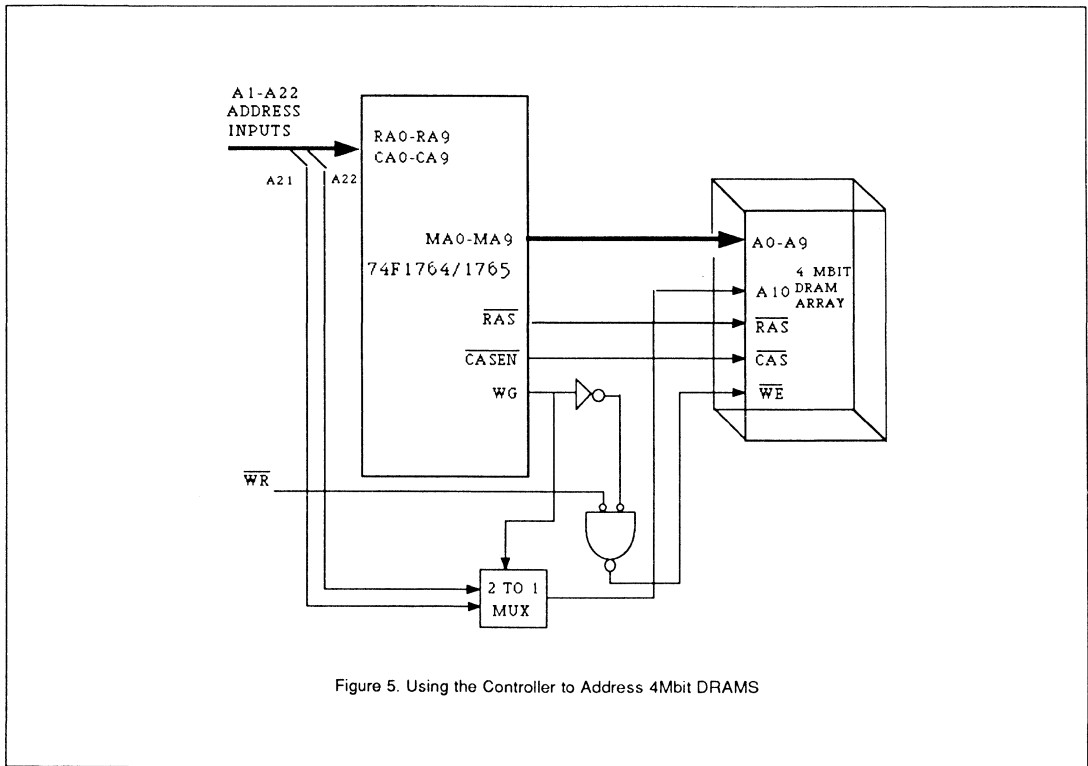 A1-A22
ADDRESS
INPUTS
A21
A22
RA0-RA9
CA0-CA9
MA0-MA9
74F1764/1765
RAS
CASEN
WG
A0-A9
A10
4 MBIT
DRAM
ARRAY
RAS
CAS
WE
WR
2 TO 1
MUX
Figure 5. Using the Controller to Address 4Mbit DRAMS